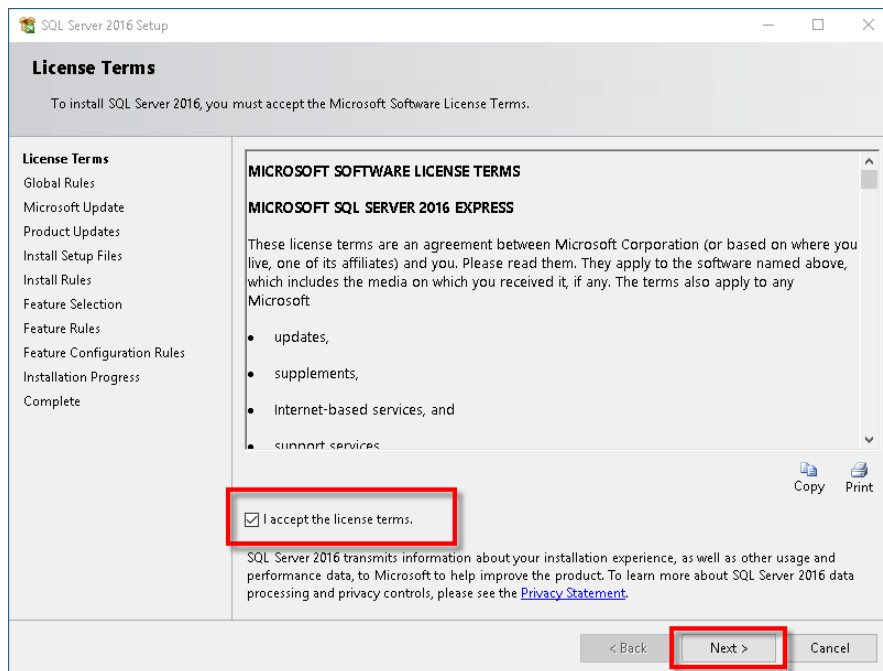 SQL Server 2016 Setup
License Terms
To install SQL Server 2016, you must accept the Microsoft Software License Terms.
License Terms
Global Rules
Microsoft Update
Product Updates
Install Setup Files
Install Rules
Feature Selection
Feature Rules
Feature Configuration Rules
Installation Progress
Complete
MICROSOFT SOFTWARE LICENSE TERMS
MICROSOFT SQL SERVER 2016 EXPRESS
These license terms are an agreement between Microsoft Corporation (or based on where you
live, one of its affiliates) and you. Please read them. They apply to the software named above,
which includes the media on which you received it, if any. The terms also apply to any
Microsoft
• updates,
• supplements,
• Internet-based services, and
• support services
Copy Print
I accept the license terms.
SQL Server 2016 transmits information about your installation experience, as well as other usage and
performance data, to Microsoft to help improve the product. To learn more about SQL Server 2016 data
processing and privacy controls, please see the Privacy Statement.
< Back Next > Cancel